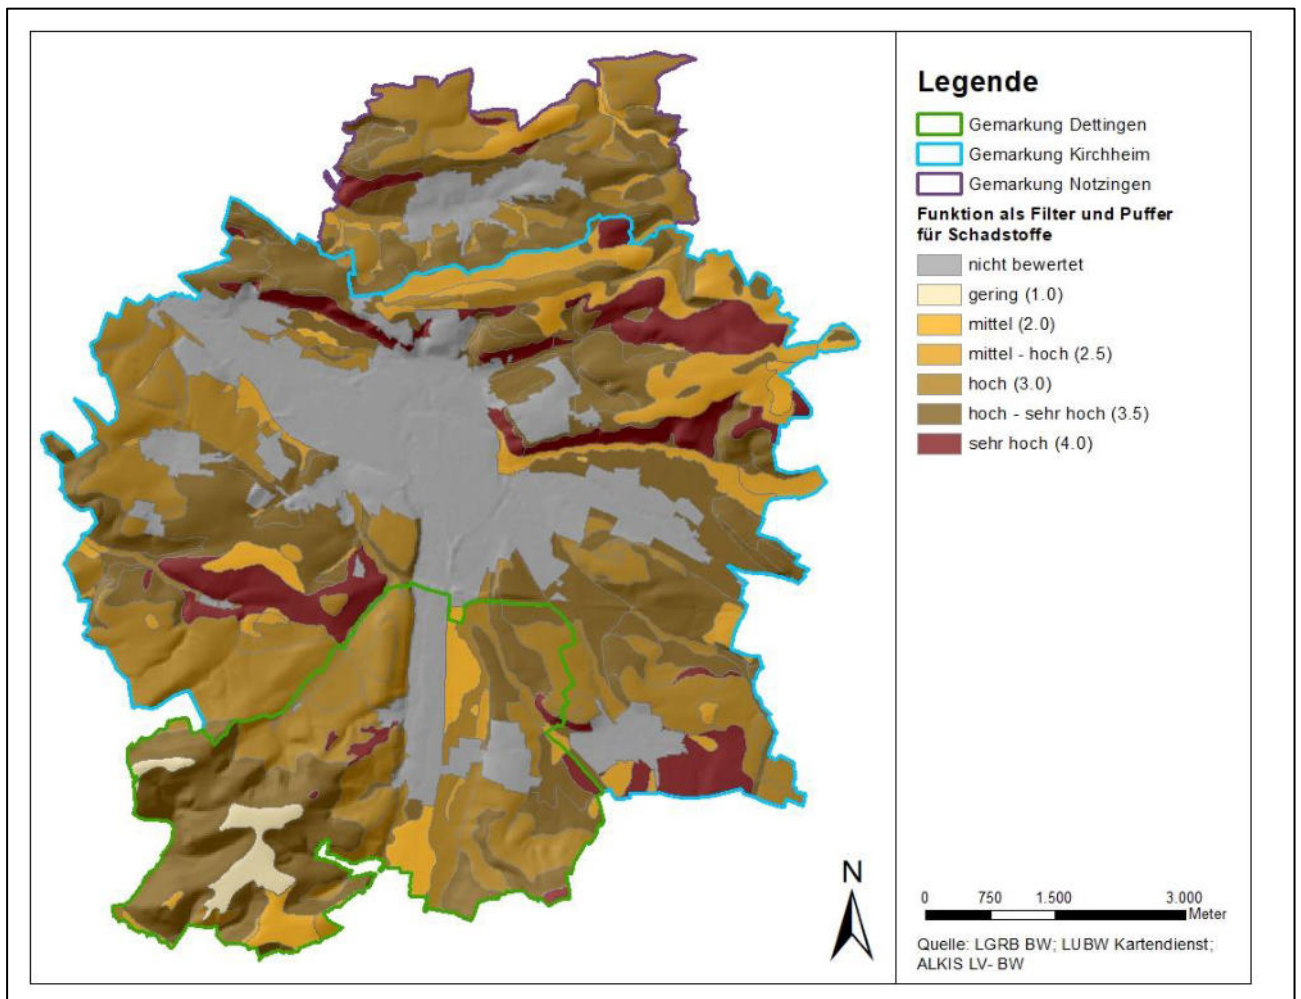 Legende
Gemarkung Dettingen
Gemarkung Kirchheim
Gemarkung Notzingen
Funktion als Filter und Puffer
für Schadstoffe
nicht bewertet
gering (1.0)
mittel (2.0)
mittel - hoch (2.5)
hoch (3.0)
hoch - sehr hoch (3.5)
sehr hoch (4.0)
N
0 750 1.500 3.000
Meter
Quelle: LGRB BW; LUBW Kartendienst;
ALKIS LV- BW